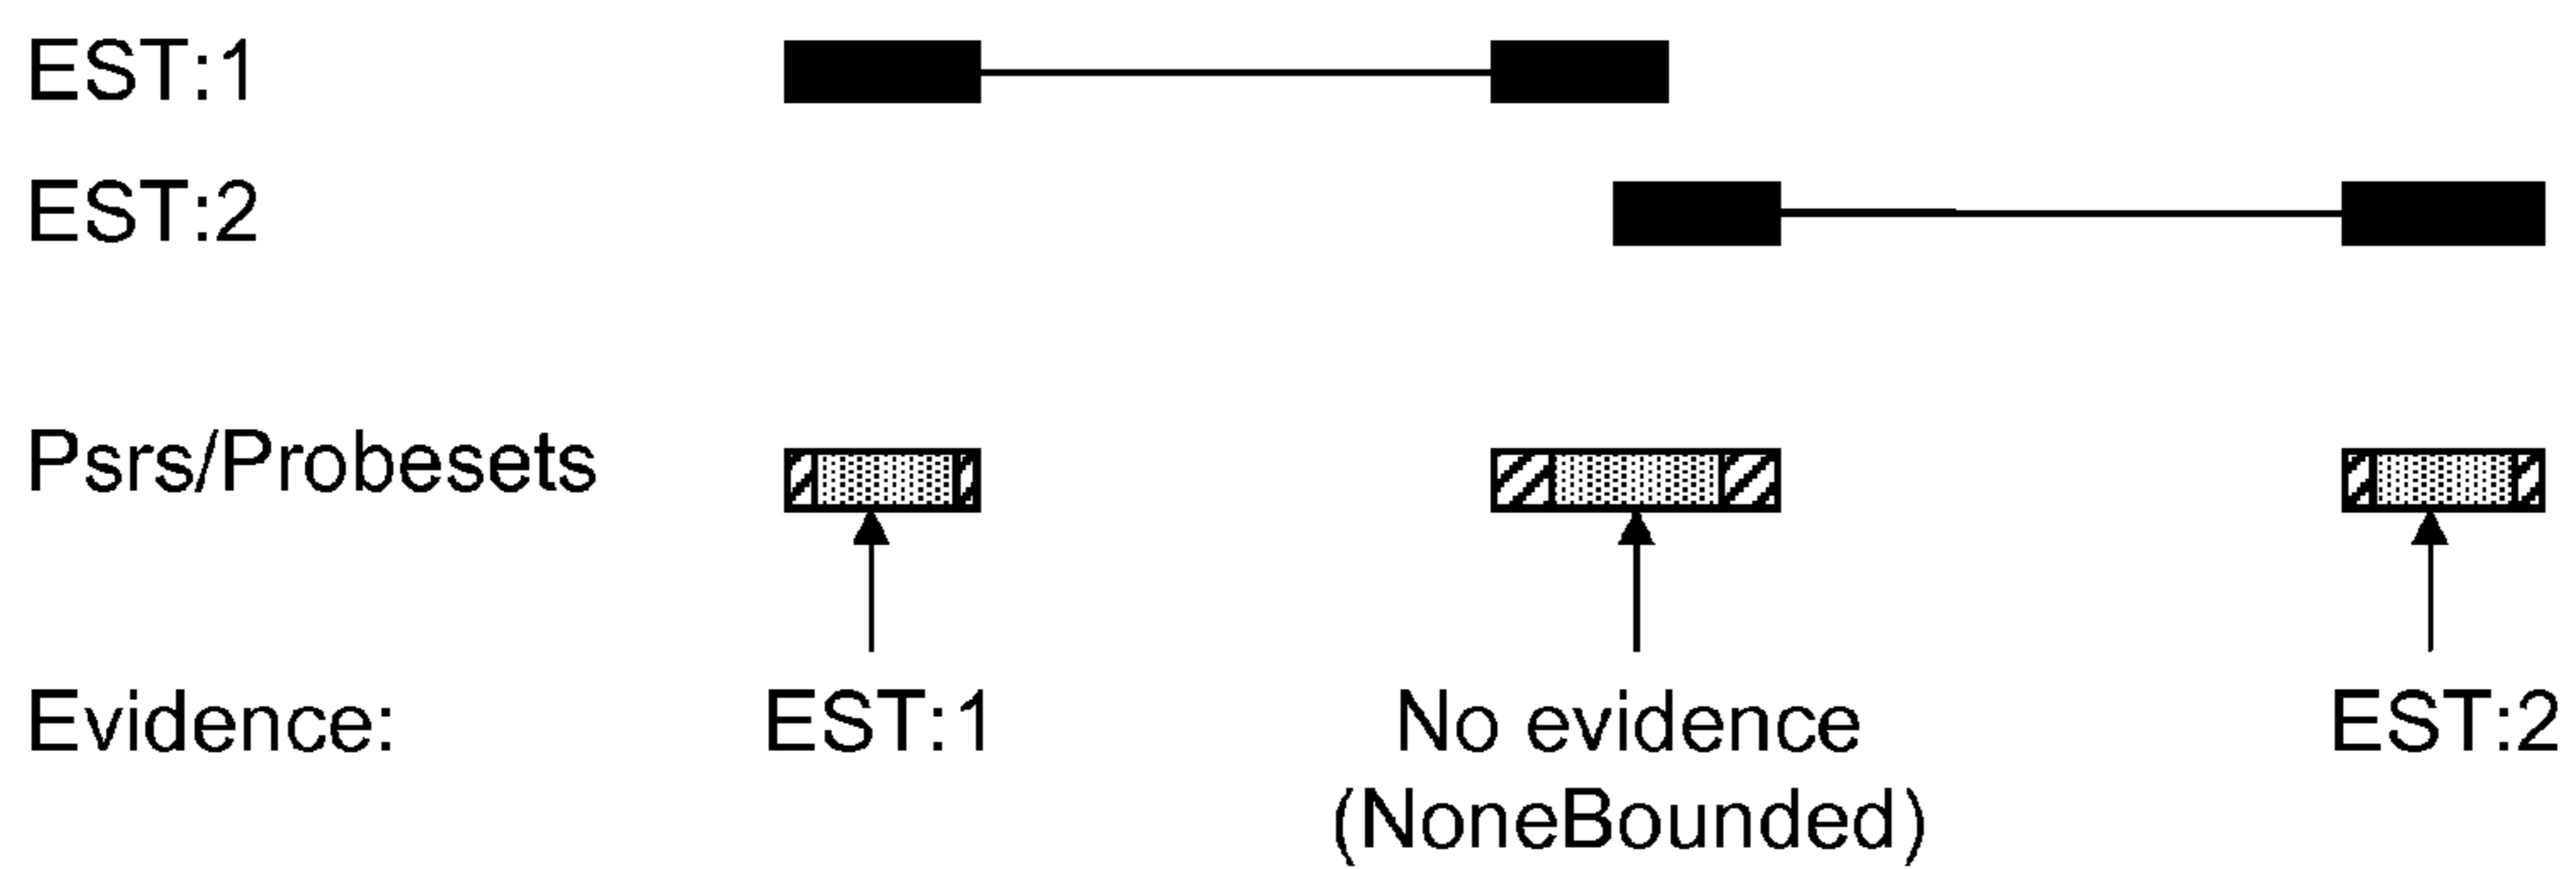 EST:1
EST:2
Psrs/Probesets
Evidence: EST:1 No evidence EST:2
(NoneBounded)